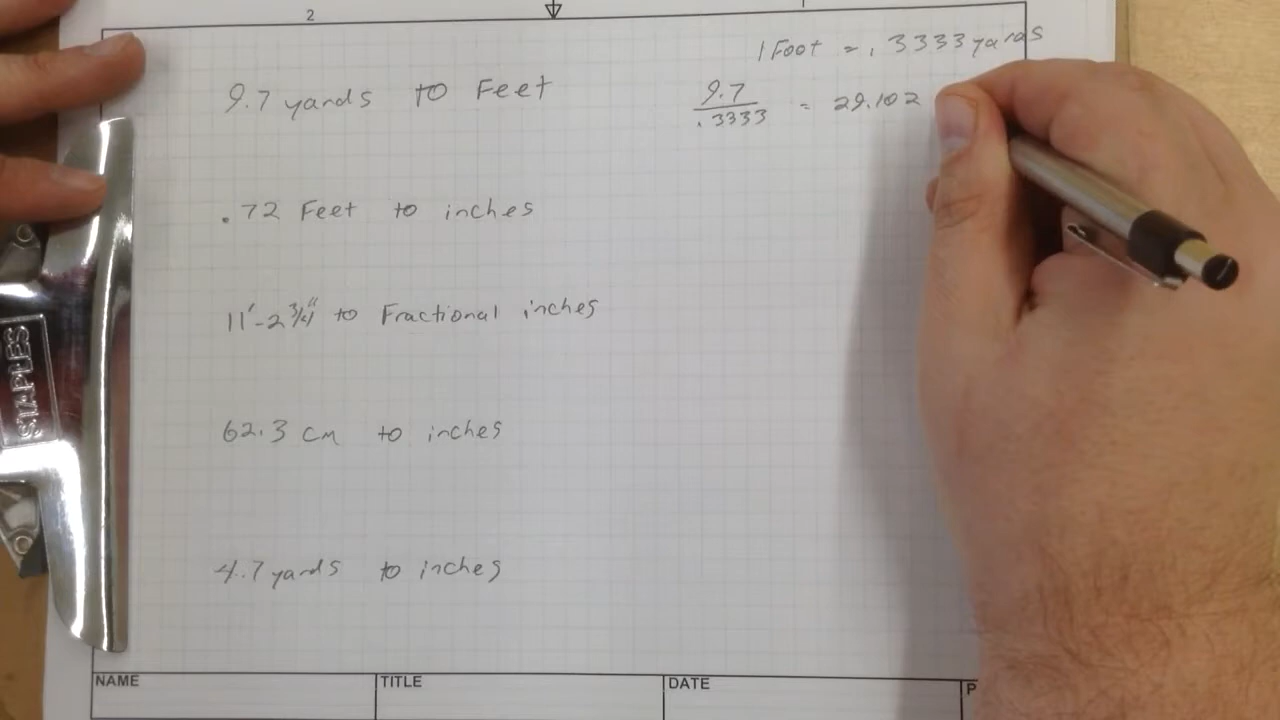 2
1 Foot = .3333 yards
9.7 yards to Feet
9.7
.3333
= 29.102
.72 Feet to inches
11'-2 3/4" to Fractional inches
62.3 cm to inches
4.7 yards to inches
STAPLES
NAME TITLE DATE P